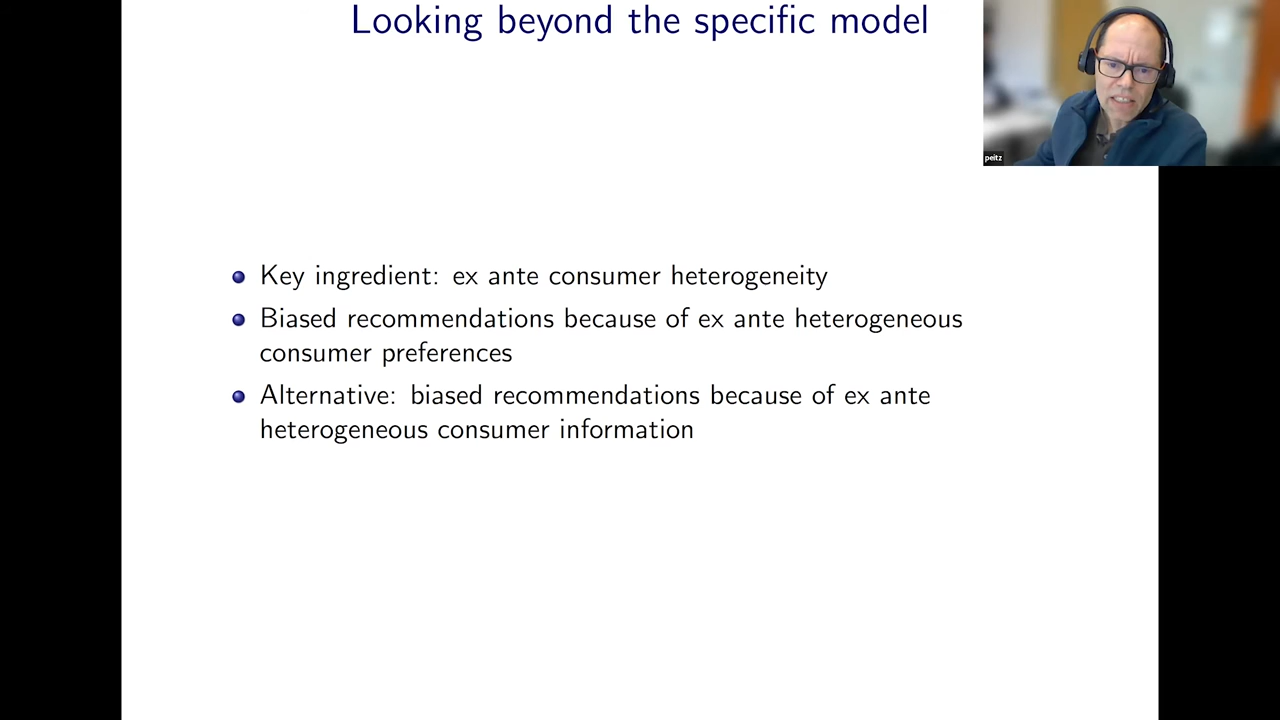 Looking beyond the specific model
peitz
Key ingredient: ex ante consumer heterogeneity
Biased recommendations because of ex ante heterogeneous
consumer preferences
Alternative: biased recommendations because of ex ante
heterogeneous consumer information